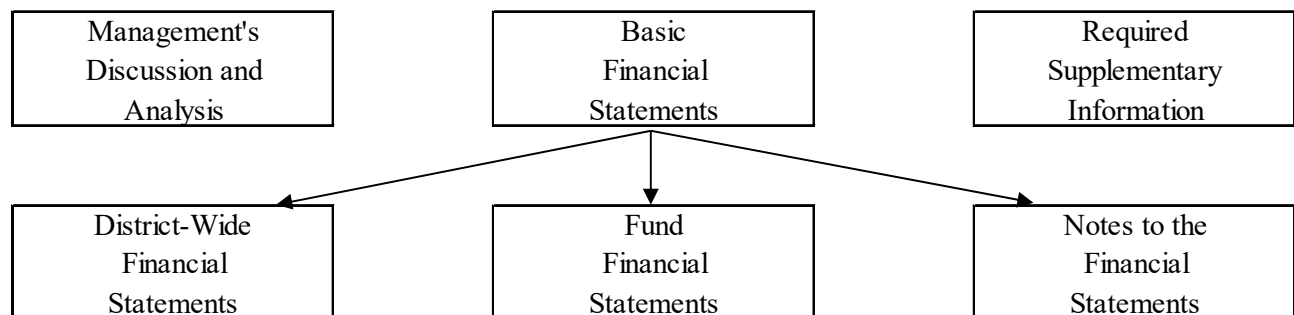 Management's
Discussion and
Analysis
Basic
Financial
Statements
Required
Supplementary
Information
District-Wide
Financial
Statements
Fund
Financial
Statements
Notes to the
Financial
Statements